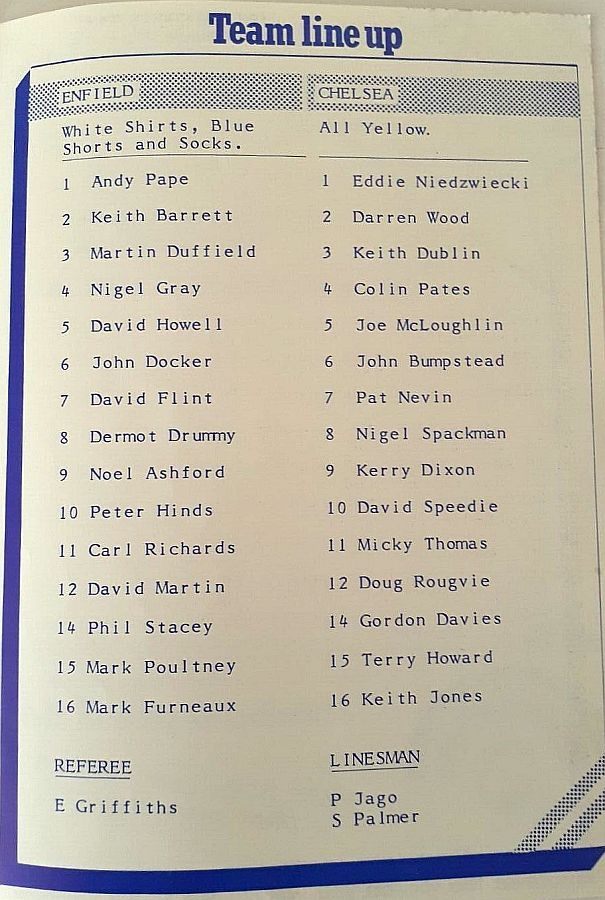 Team line up
ENFIELD
White Shirts, Blue
Shorts and Socks.
1 Andy Pape
2 Keith Barrett
3 Martin Duffield
4 Nigel Gray
5 David Howell
6 John Docker
7 David Flint
8 Dermot Drummy
9 Noel Ashford
10 Peter Hinds
11 Carl Richards
12 David Martin
14 Phil Stacey
15 Mark Poultney
16 Mark Furneaux
REFEREE
E Griffiths
CHELSEA
All Yellow.
1 Eddie Niedzwiecki
2 Darren Wood
3 Keith Dublin
4 Colin Pates
5 Joe McLoughlin
6 John Bumpstead
7 Pat Nevin
8 Nigel Spackman
9 Kerry Dixon
10 David Speedie
11 Micky Thomas
12 Doug Rougvie
14 Gordon Davies
15 Terry Howard
16 Keith Jones
LINESMAN
P Jago
S Palmer